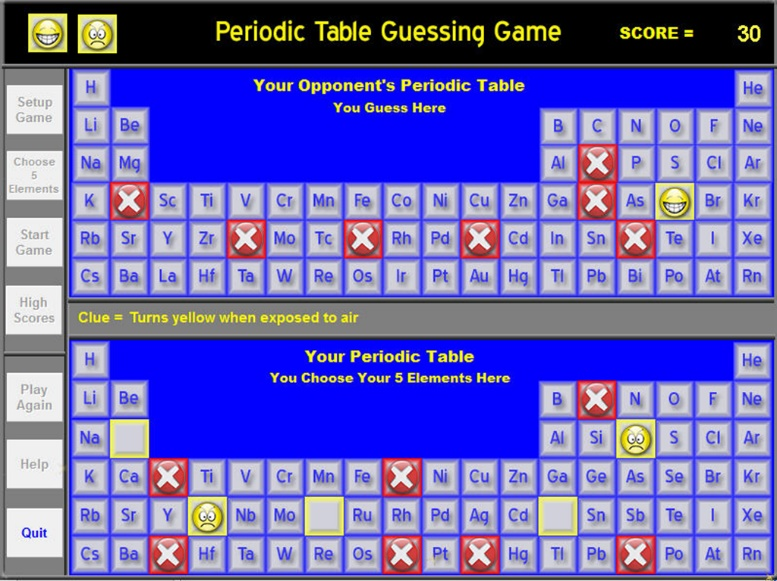 Periodic Table Guessing Game
SCORE = 30
Setup
Game
Choose
5
Elements
Start
Game
High
Scores
Play
Again
Help
Quit
Your Opponent's Periodic Table
You Guess Here
H He
Li Be B C N O F Ne
Na Mg Al P S Cl Ar
K Sc Ti V Cr Mn Fe Co Ni Cu Zn Ga As Br Kr
Rb Sr Y Zr Mo Tc Rh Pd Cd In Sn Te I Xe
Cs Ba La Hf Ta W Re Os Ir Pt Au Hg Tl Pb Bi Po At Rn
Clue = Turns yellow when exposed to air
Your Periodic Table
You Choose Your 5 Elements Here
H He
Li Be B N O F Ne
Na Al Si S Cl Ar
K Ca Ti V Cr Mn Fe Ni Cu Zn Ga Ge As Se Br Kr
Rb Sr Y Nb Mo Ru Rh Pd Ag Cd Sn Sb Te I Xe
Cs Ba Hf Ta W Re Os Pt Hg Tl Pb Po At Rn